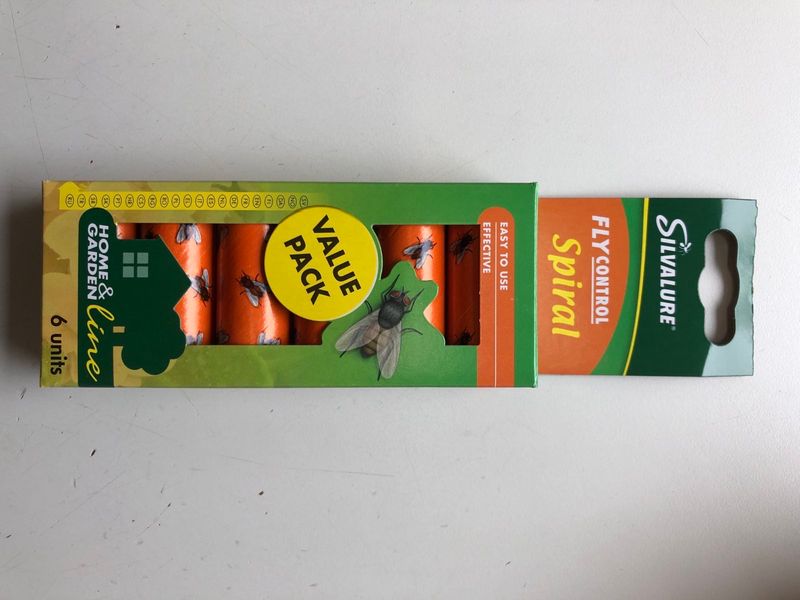 SILVALURE®
FLY CONTROL
Spiral
EASY TO USE
EFFECTIVE
VALUE
PACK
HOME &
GARDEN line
6 units